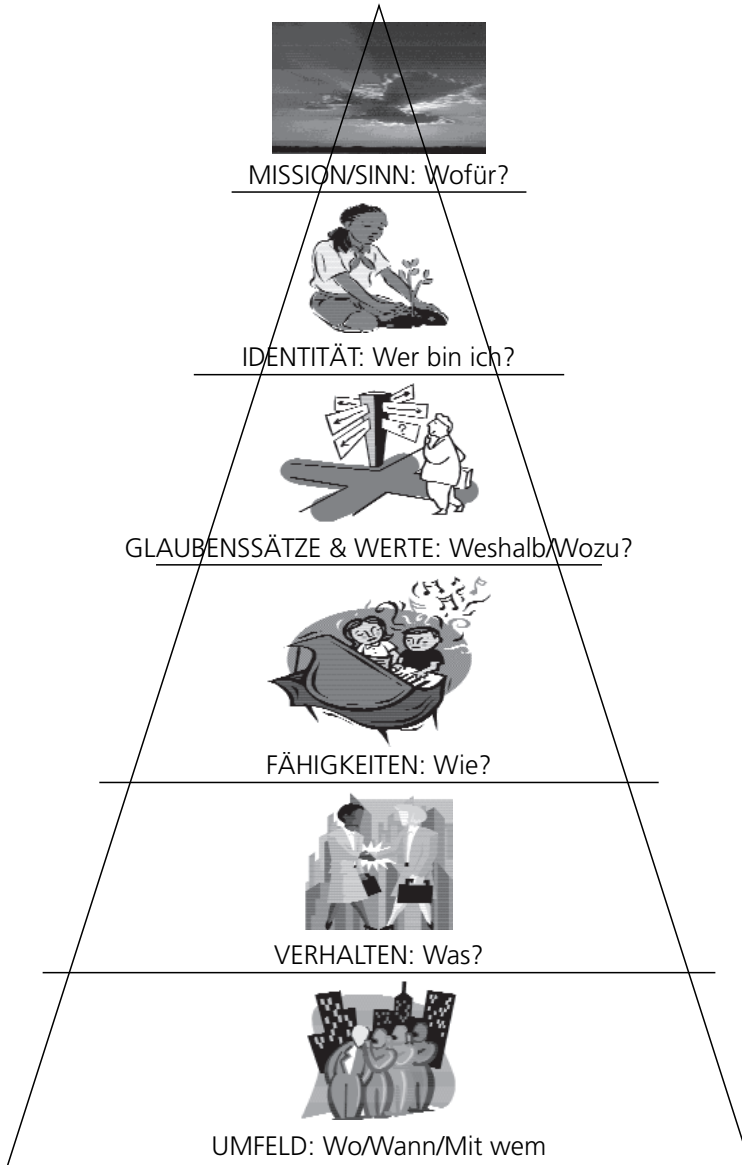 MISSION/SINN: Wofür?
IDENTITÄT: Wer bin ich?
?
GLAUBENSSÄTZE & WERTE: Weshalb/Wozu?
FÄHIGKEITEN: Wie?
VERHALTEN: Was?
UMFELD: Wo/Wann/Mit wem